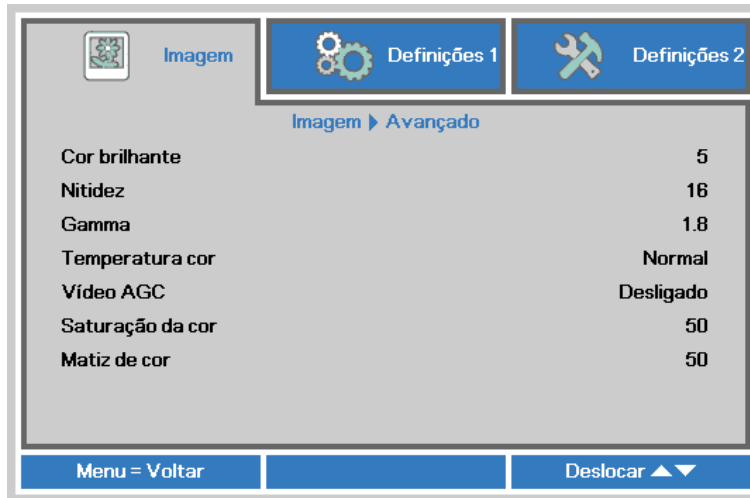 Imagem Definições 1 Definições 2
Imagem ▶ Avançado
Cor brilhante 5
Nitidez 16
Gamma 1.8
Temperatura cor Normal
Vídeo AGC Desligado
Saturação da cor 50
Matiz de cor 50
Menu = Voltar Deslocar ▲▼